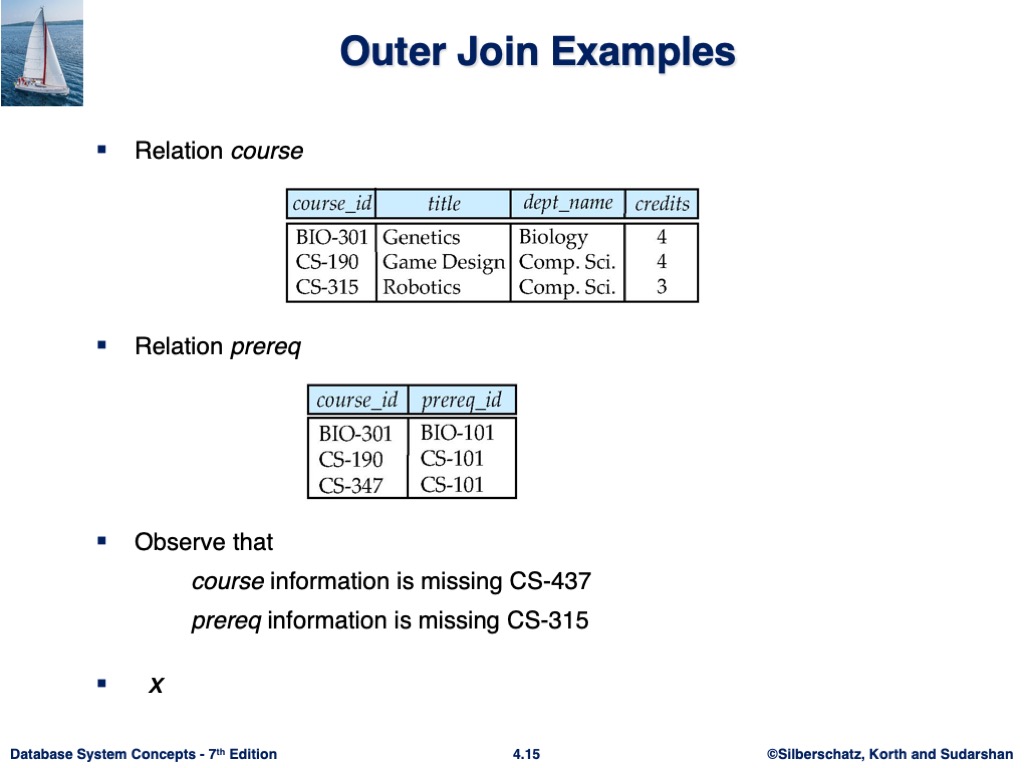 Outer Join Examples
Relation course
course_id title dept_name credits
BIO-301 Genetics Biology 4
CS-190 Game Design Comp. Sci. 4
CS-315 Robotics Comp. Sci. 3
Relation prereq
course_id prereq_id
BIO-301 BIO-101
CS-190 CS-101
CS-347 CS-101
Observe that
course information is missing CS-437
prereq information is missing CS-315
X
Database System Concepts - 7th Edition 4.15 ©Silberschatz, Korth and Sudarshan